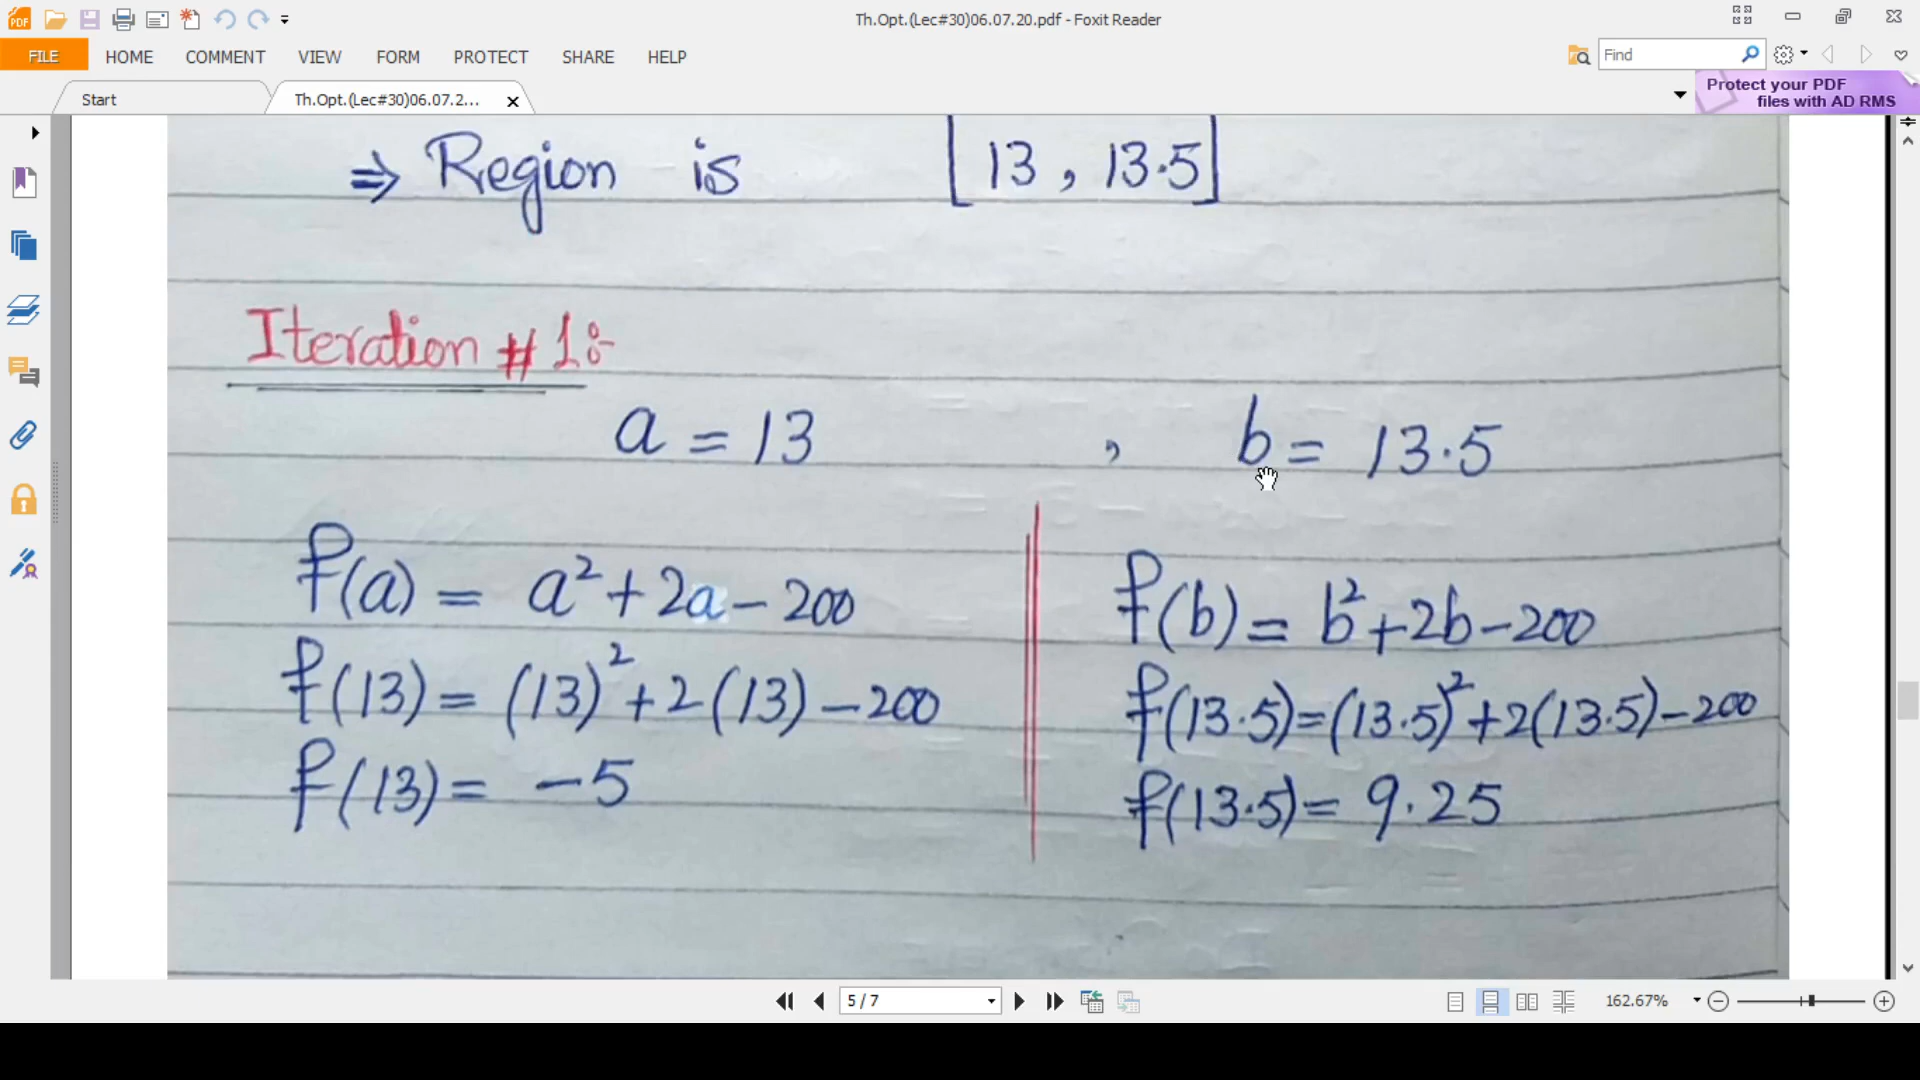 Th.Opt.(Lec#30)06.07.20.pdf - Foxit Reader
FILE HOME COMMENT VIEW FORM PROTECT SHARE HELP
Find
Start
Th.Opt.(Lec#30)06.07.2...
Protect your PDF
files with AD RMS
⇒ Region is [13, 13.5]
Iteration # 1:-
a = 13 , b = 13.5
f(a) = a² + 2a - 200
f(13) = (13)² + 2(13) - 200
f(13) = -5
f(b) = b² + 2b - 200
f(13.5) = (13.5)² + 2(13.5) - 200
f(13.5) = 9.25
5 / 7
162.67%